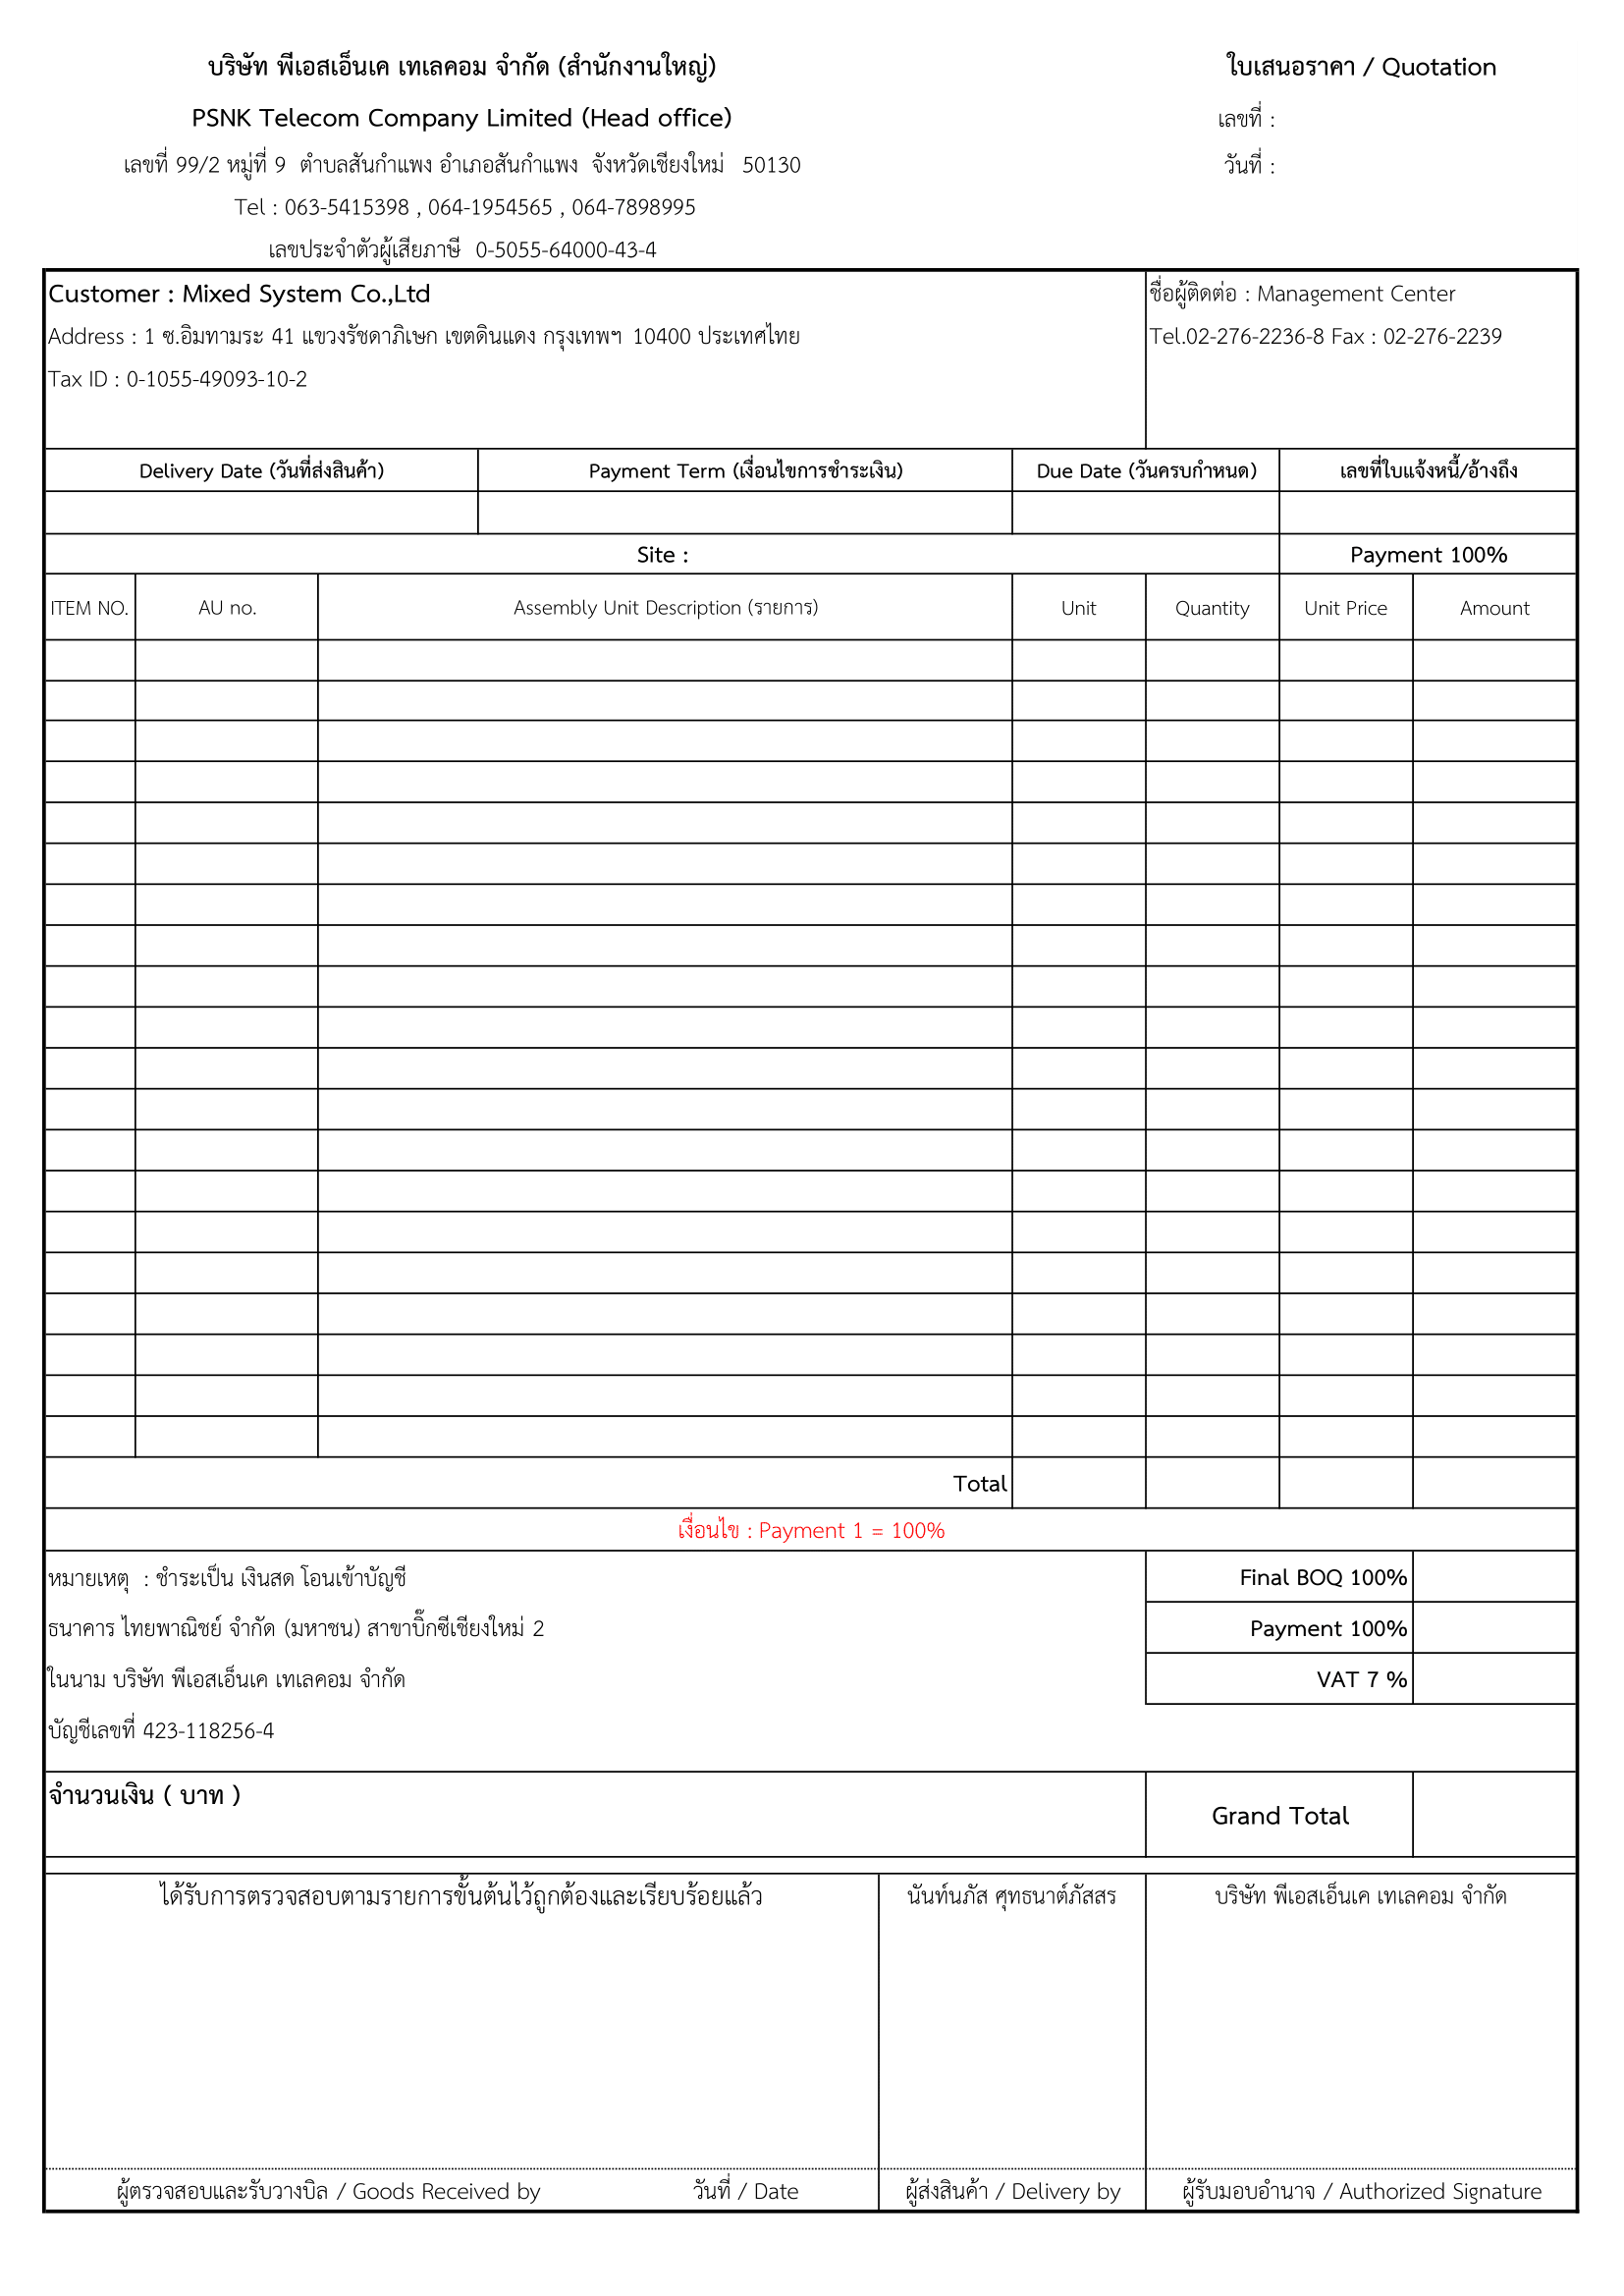 บริษัท พีเอสเอ็นเค เทเลคอม จำกัด (สำนักงานใหญ่)
ใบเสนอราคา / Quotation
PSNK Telecom Company Limited (Head office)
เลขที่ :
เลขที่ 99/2 หมู่ที่ 9 ตำบลสันกำแพง อำเภอสันกำแพง จังหวัดเชียงใหม่ 50130
วันที่ :
Tel : 063-5415398 , 064-1954565 , 064-7898995
เลขประจำตัวผู้เสียภาษี 0-5055-64000-43-4
Customer : Mixed System Co.,Ltd
ชื่อผู้ติดต่อ : Management Center
Address : 1 ซ.อิมทามระ 41 แขวงรัชดาภิเษก เขตดินแดง กรุงเทพฯ 10400 ประเทศไทย
Tel.02-276-2236-8 Fax : 02-276-2239
Tax ID : 0-1055-49093-10-2
Delivery Date (วันที่ส่งสินค้า)
Payment Term (เงื่อนไขการชำระเงิน)
Due Date (วันครบกำหนด)
เลขที่ใบแจ้งหนี้/อ้างถึง
Site :
Payment 100%
ITEM NO.
AU no.
Assembly Unit Description (รายการ)
Unit
Quantity
Unit Price
Amount
Total
เงื่อนไข : Payment 1 = 100%
หมายเหตุ : ชำระเป็น เงินสด โอนเข้าบัญชี
Final BOQ 100%
ธนาคาร ไทยพาณิชย์ จำกัด (มหาชน) สาขาบิ๊กซีเชียงใหม่ 2
Payment 100%
ในนาม บริษัท พีเอสเอ็นเค เทเลคอม จำกัด
VAT 7 %
บัญชีเลขที่ 423-118256-4
จำนวนเงิน ( บาท )
Grand Total
ได้รับการตรวจสอบตามรายการขั้นต้นไว้ถูกต้องและเรียบร้อยแล้ว
นันท์นภัส ศุทธนาต์ภัสสร
บริษัท พีเอสเอ็นเค เทเลคอม จำกัด
ผู้ตรวจสอบและรับวางบิล / Goods Received by
วันที่ / Date
ผู้ส่งสินค้า / Delivery by
ผู้รับมอบอำนาจ / Authorized Signature